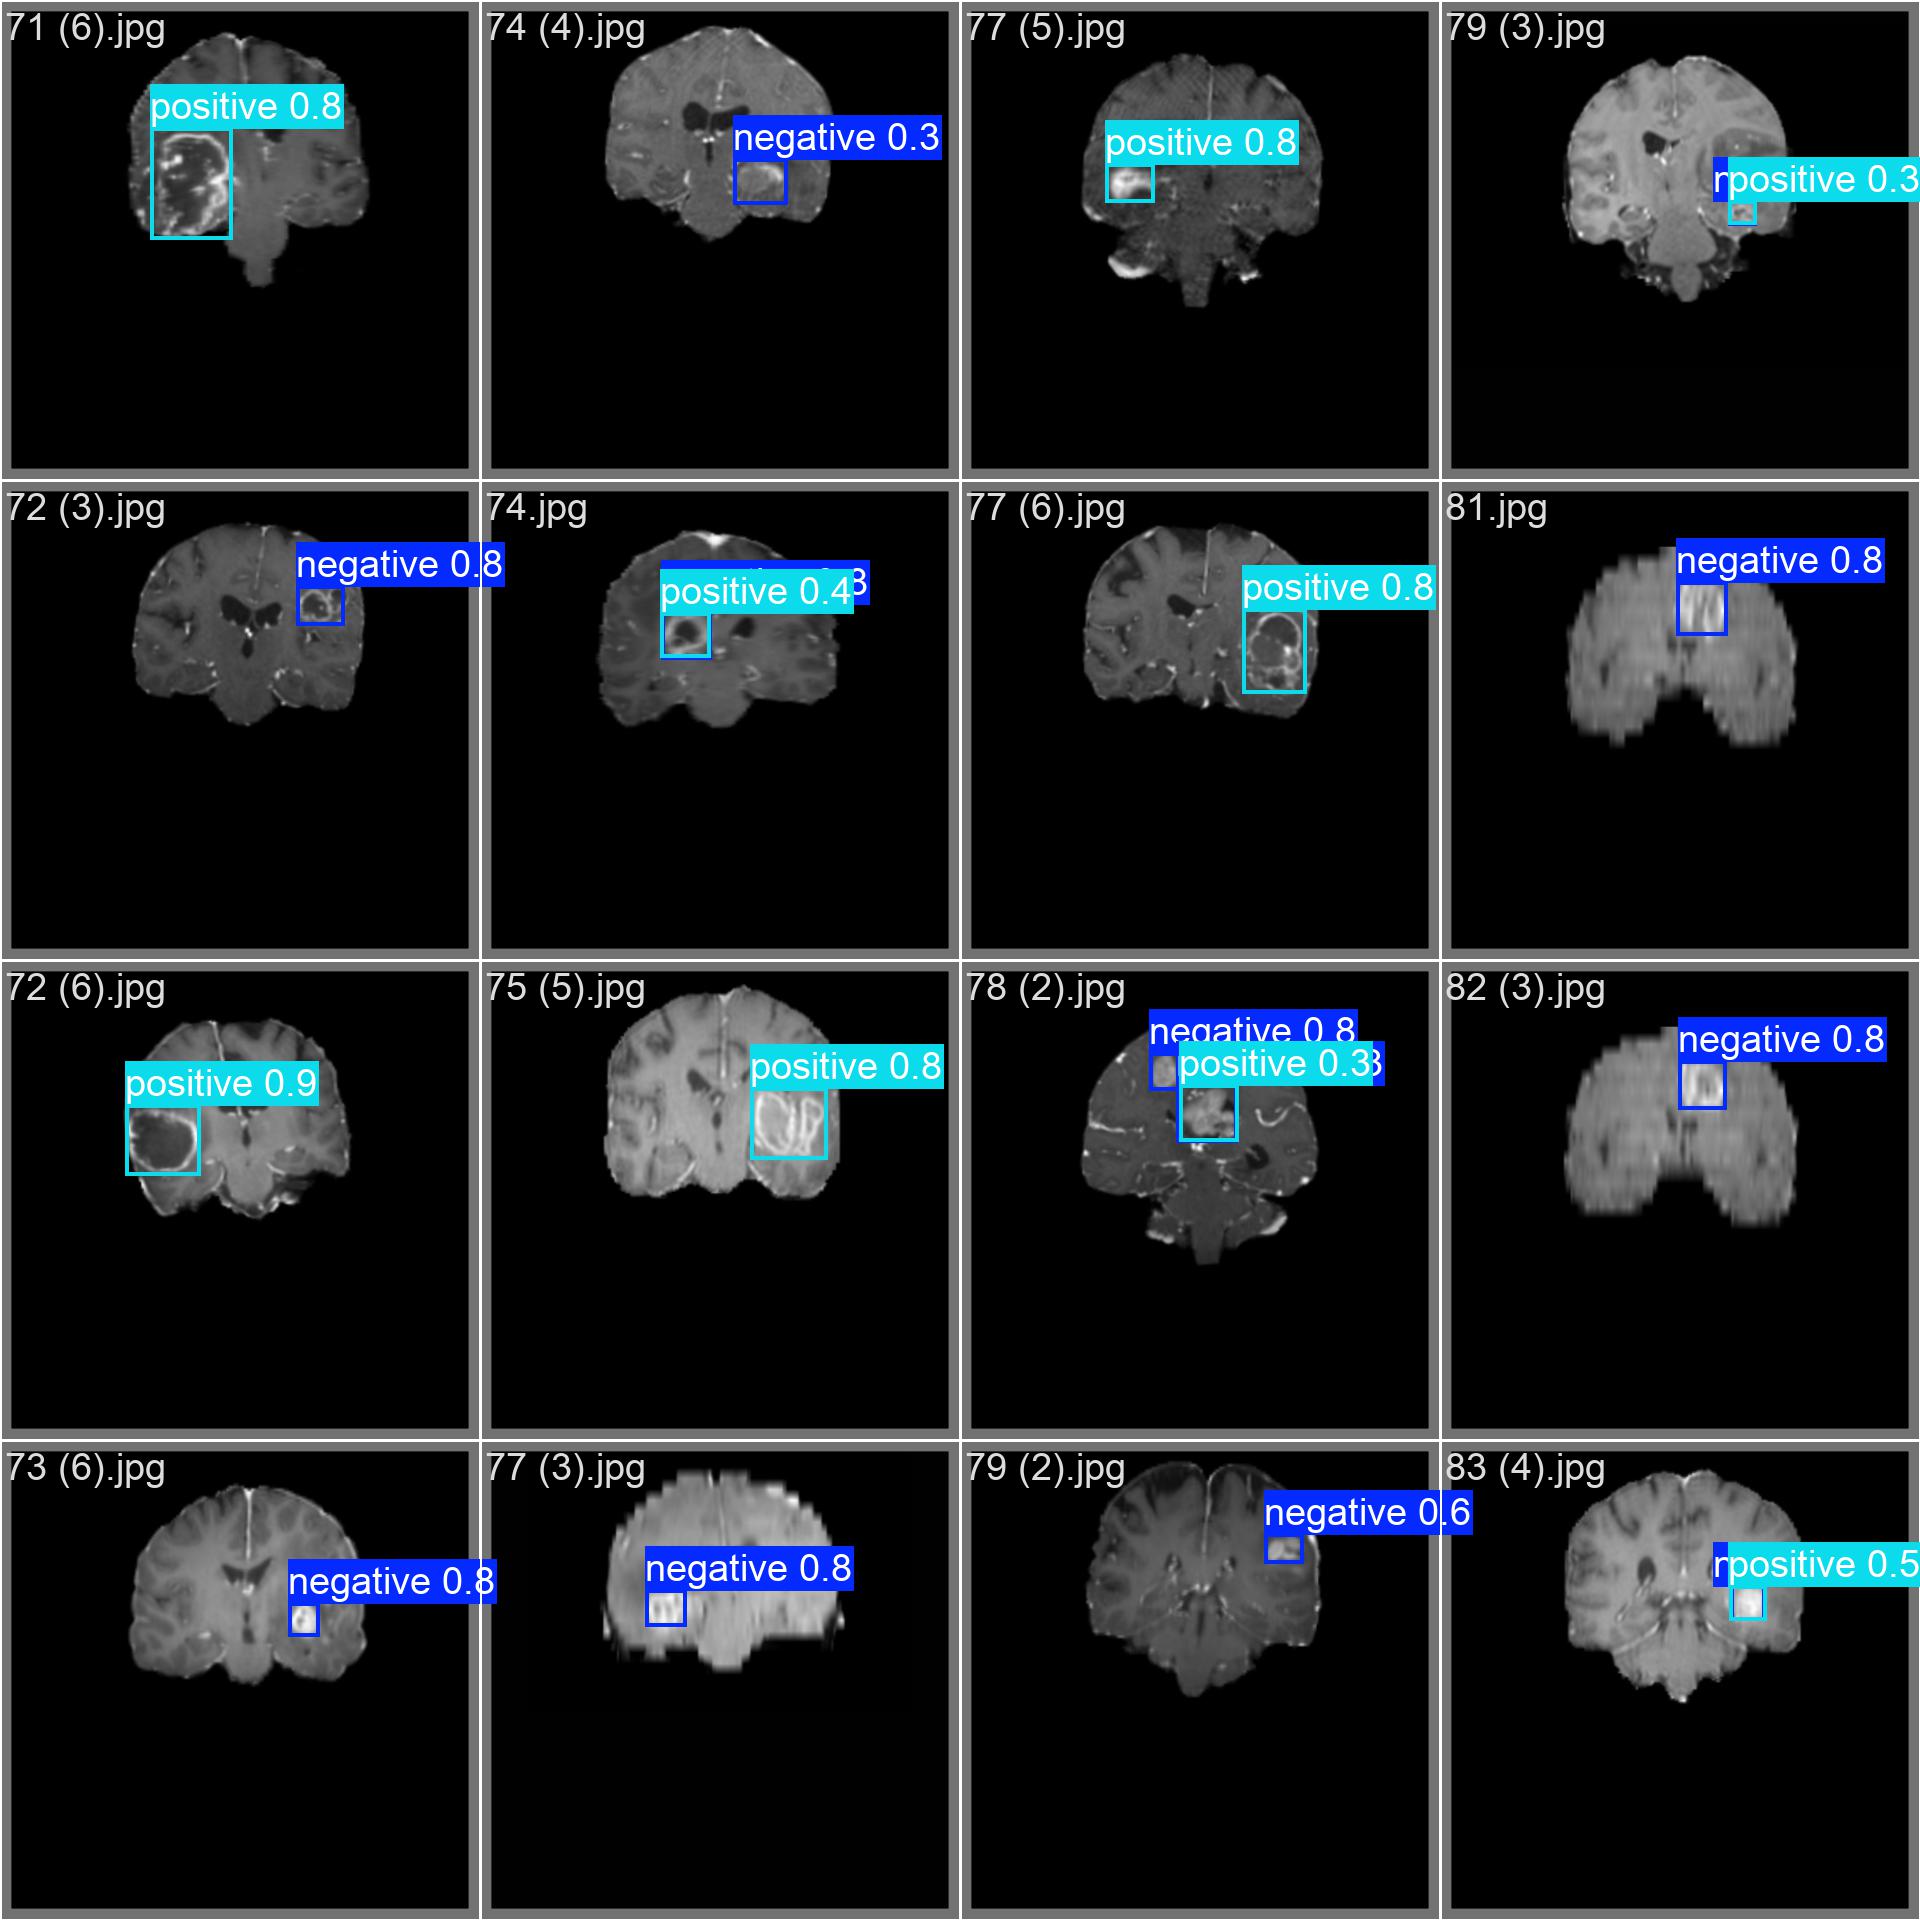 71 (6).jpg
positive 0.8
74 (4).jpg
negative 0.3
77 (5).jpg
positive 0.8
79 (3).jpg
positive 0.3
72 (3).jpg
negative 0.8
74.jpg
positive 0.4
77 (6).jpg
positive 0.8
81.jpg
negative 0.8
72 (6).jpg
positive 0.9
75 (5).jpg
positive 0.8
78 (2).jpg
negative 0.8
positive 0.3
82 (3).jpg
negative 0.8
73 (6).jpg
negative 0.8
77 (3).jpg
negative 0.8
79 (2).jpg
negative 0.6
83 (4).jpg
positive 0.5